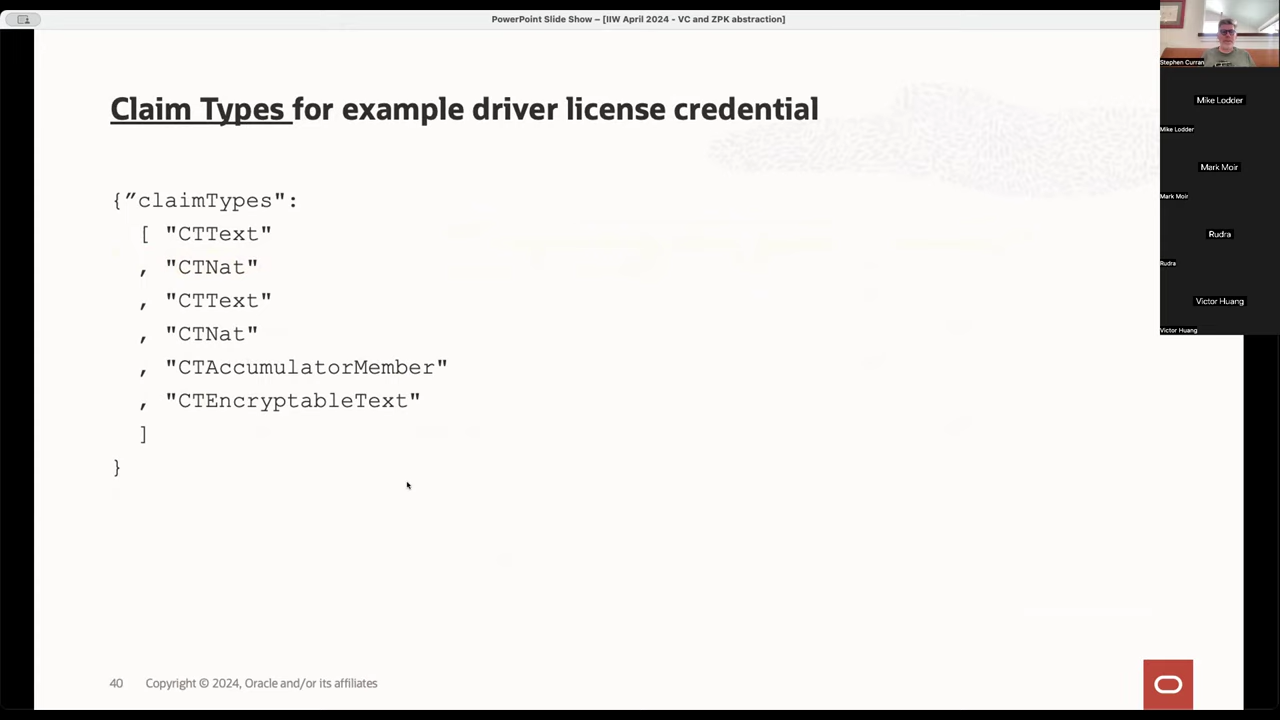 PowerPoint Slide Show – [IIW April 2024 - VC and ZPK abstraction]
Claim Types for example driver license credential
{”claimTypes":
[ "CTText"
, "CTNat"
, "CTText"
, "CTNat"
, "CTAccumulatorMember"
, "CTEncryptableText"
]
}
40 Copyright © 2024, Oracle and/or its affiliates
Stephen Curran
Mike Lodder
Mike Lodder
Mark Moir
Mark Moir
Rudra
Rudra
Victor Huang
Victor Huang